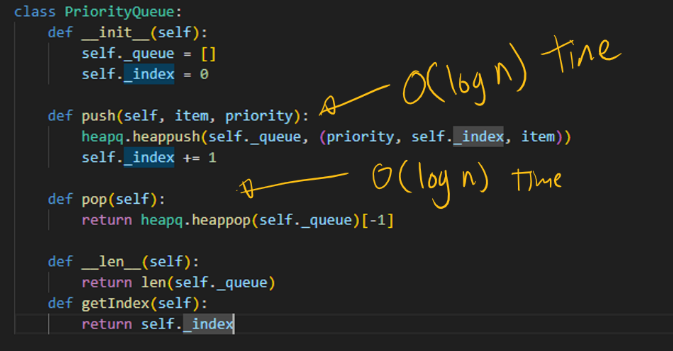 class PriorityQueue:
    def __init__(self):
        self._queue = []
        self._index = 0
    def push(self, item, priority):
        heapq.heappush(self._queue, (priority, self._index, item))
        self._index += 1
    def pop(self):
        return heapq.heappop(self._queue)[-1]
    def __len__(self):
        return len(self._queue)
    def getIndex(self):
        return self._index
O(log n) Time
O(log n) Time